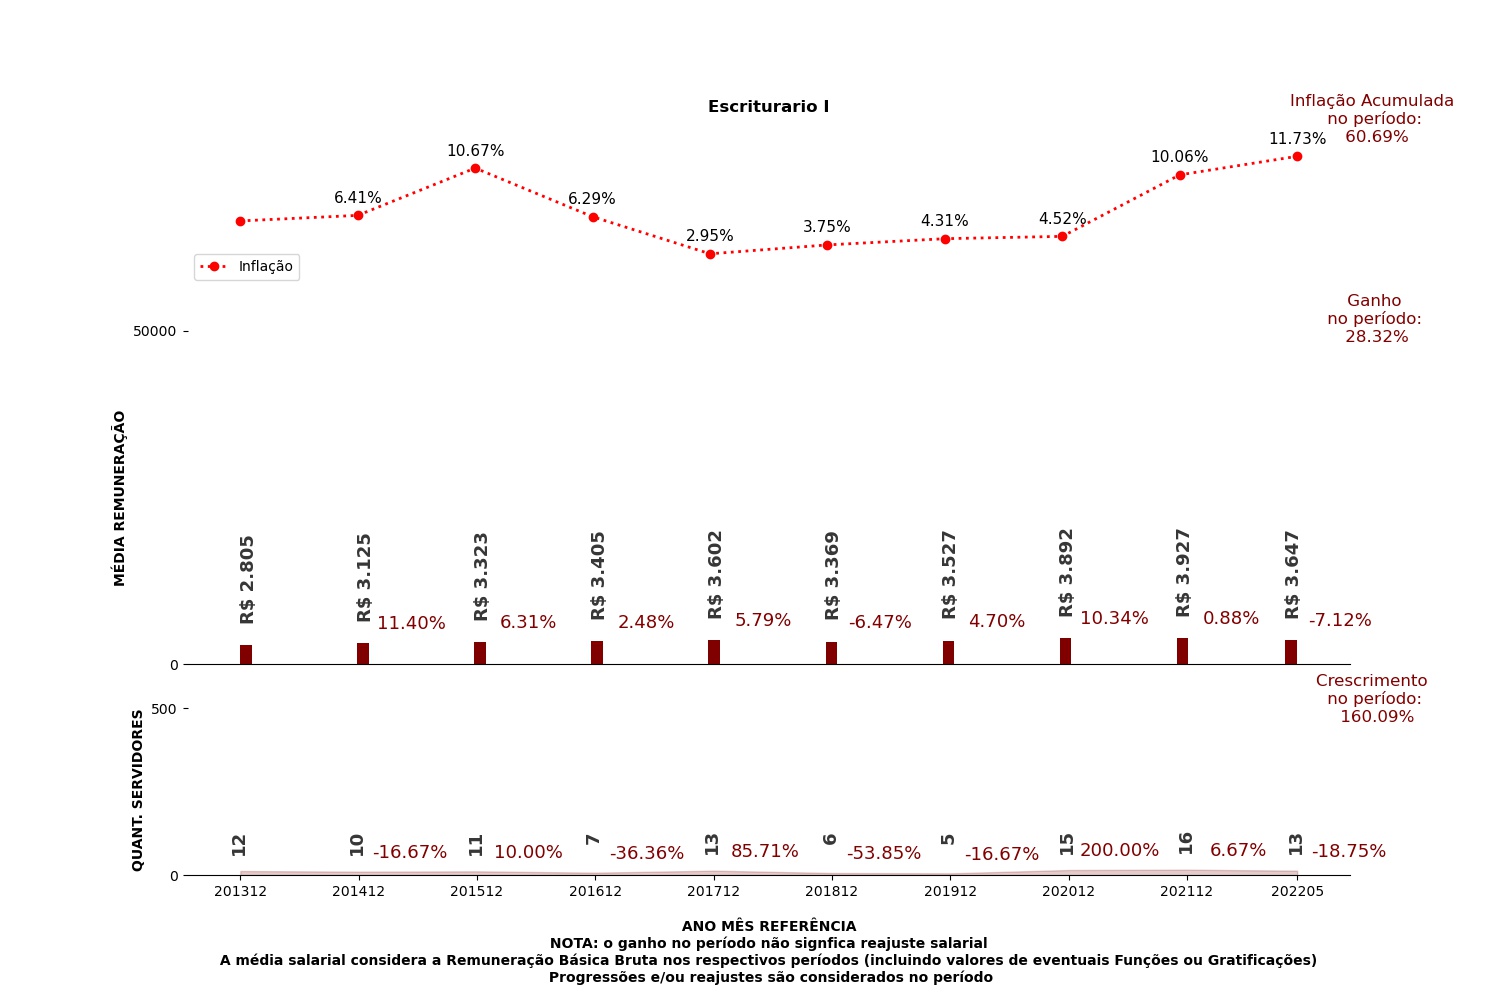 Escriturario I
Inflação Acumulada
no período:
60.69%
6.41%
10.67%
6.29%
2.95%
3.75%
4.31%
4.52%
10.06%
11.73%
Inflação
Ganho
no período:
28.32%
50000
0
MÉDIA REMUNERAÇÃO
R$ 2.805
R$ 3.125
R$ 3.323
R$ 3.405
R$ 3.602
R$ 3.369
R$ 3.527
R$ 3.892
R$ 3.927
R$ 3.647
11.40%
6.31%
2.48%
5.79%
-6.47%
4.70%
10.34%
0.88%
-7.12%
Crescrimento
no período:
160.09%
500
0
QUANT. SERVIDORES
12
10
11
7
13
6
5
15
16
13
-16.67%
10.00%
-36.36%
85.71%
-53.85%
-16.67%
200.00%
6.67%
-18.75%
201312
201412
201512
201612
201712
201812
201912
202012
202112
202205
ANO MÊS REFERÊNCIA
NOTA: o ganho no período não signfica reajuste salarial
A média salarial considera a Remuneração Básica Bruta nos respectivos períodos (incluindo valores de eventuais Funções ou Gratificações)
Progressões e/ou reajustes são considerados no período